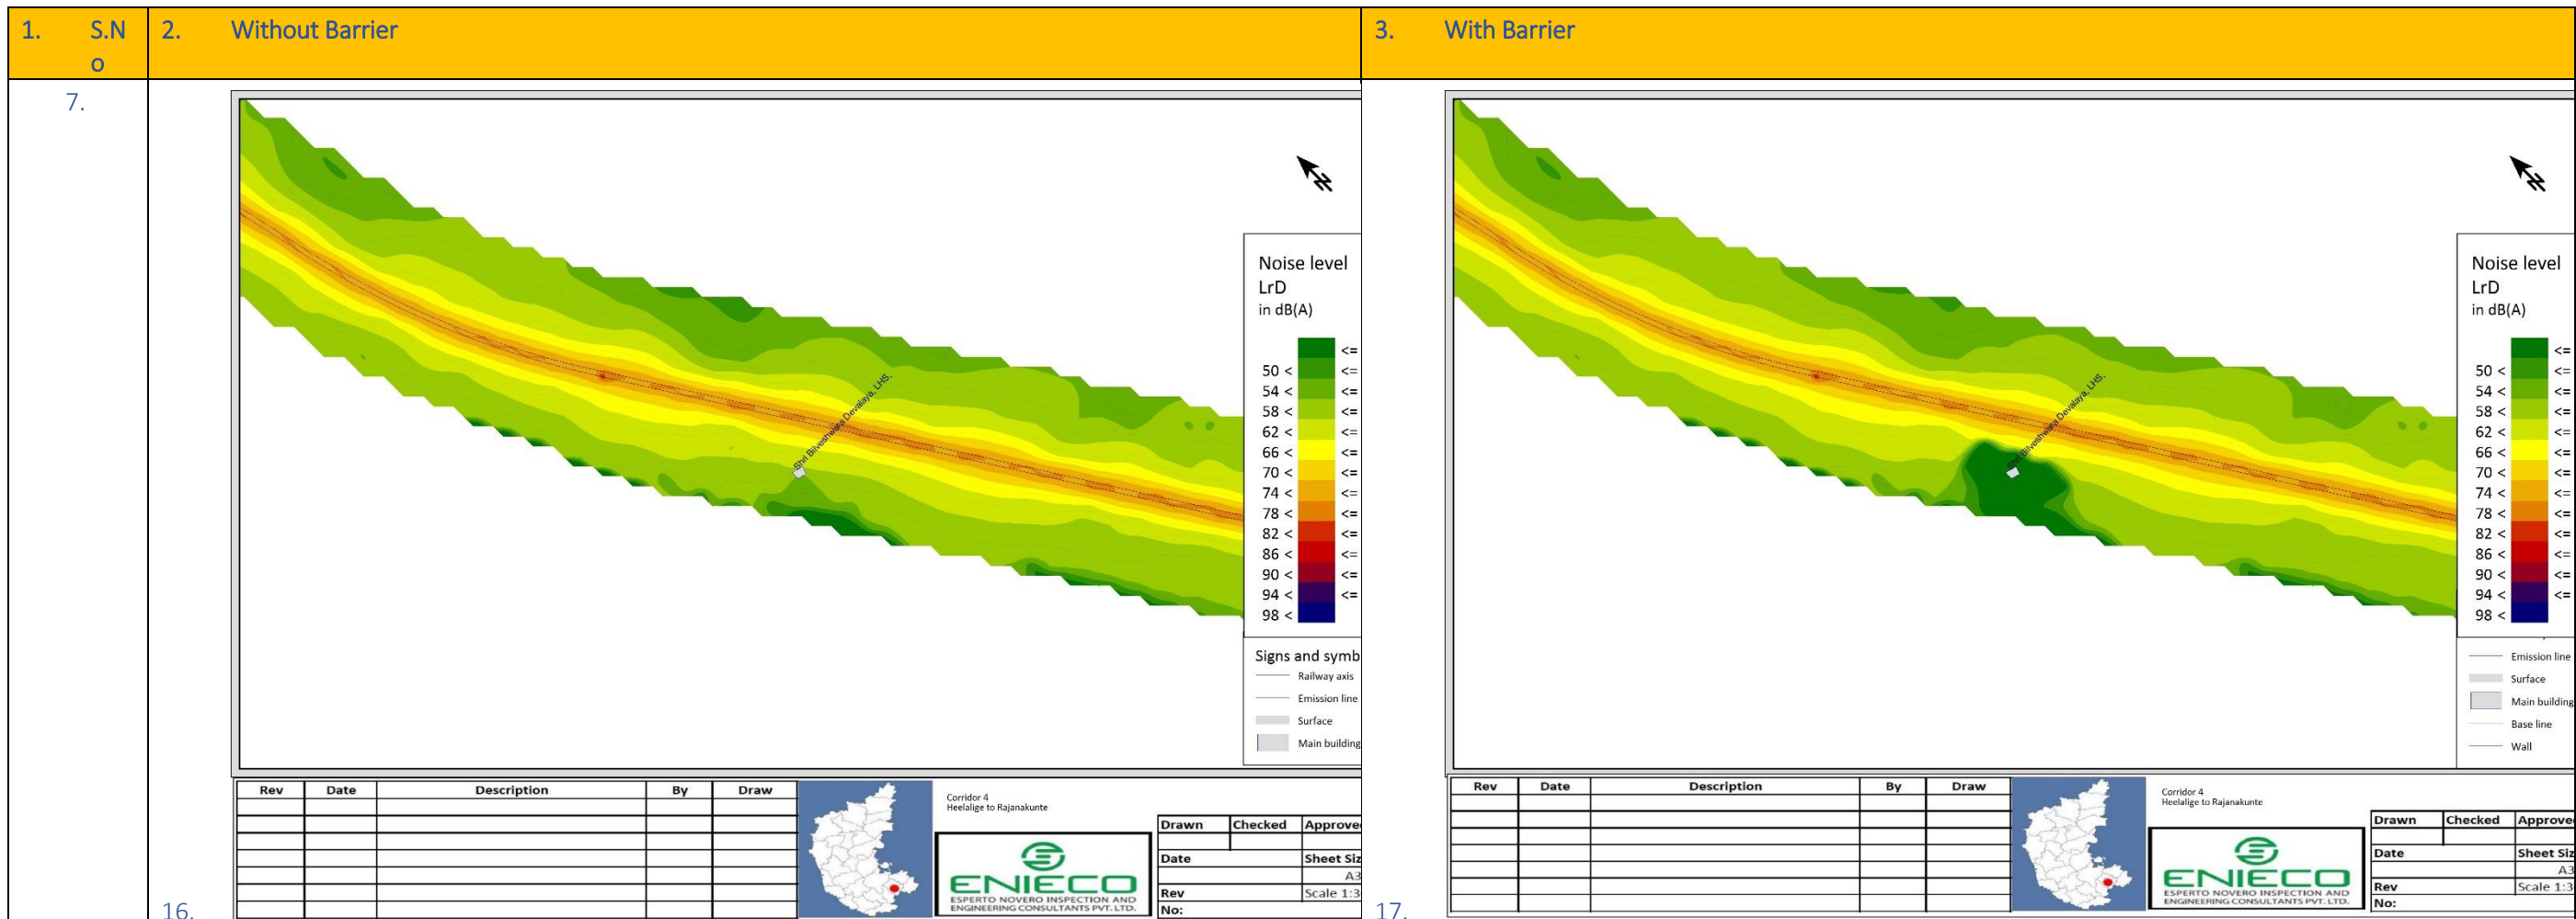 1. S.N
o
2. Without Barrier
3. With Barrier
7.
Noise level
LrD
in dB(A)
<=
50 < <=
54 < <=
58 < <=
62 < <=
66 < <=
70 < <=
74 < <=
78 < <=
82 < <=
86 < <=
90 < <=
94 < <=
98 <
Shri Bilveshwara Devalaya, LHS.
Signs and symb
Railway axis
Emission line
Surface
Main building
Rev Date Description By Draw
Corridor 4
Heelalige to Rajanakunte
Drawn Checked Approve
Date Sheet Siz
A3
Rev Scale 1:3
No:
ENIECO
ESPERTO NOVERO INSPECTION AND
ENGINEERING CONSULTANTS PVT. LTD.
16.
N
Noise level
LrD
in dB(A)
<=
50 < <=
54 < <=
58 < <=
62 < <=
66 < <=
70 < <=
74 < <=
78 < <=
82 < <=
86 < <=
90 < <=
94 < <=
98 <
Shri Bilveshwara Devalaya, LHS.
Emission line
Surface
Main building
Base line
Wall
Rev Date Description By Draw
Corridor 4
Heelalige to Rajanakunte
Drawn Checked Approve
Date Sheet Siz
A3
Rev Scale 1:3
No:
ENIECO
ESPERTO NOVERO INSPECTION AND
ENGINEERING CONSULTANTS PVT. LTD.
17.
N